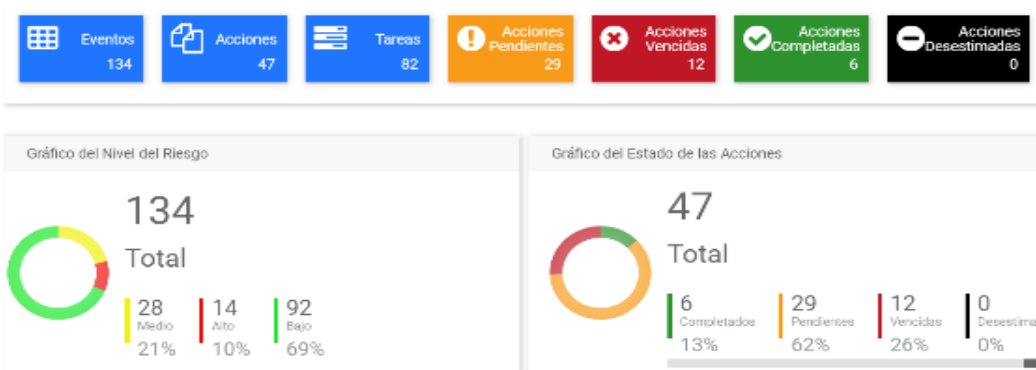 Eventos
134
Acciones
47
Tareas
82
Acciones
Pendientes
29
Acciones
Vencidas
12
Acciones
Completadas
6
Acciones
Desestimadas
0
Gráfico del Nivel del Riesgo
134
Total
28
Medio
21%
14
Alto
10%
92
Bajo
69%
Gráfico del Estado de las Acciones
47
Total
6
Completados
13%
29
Pendientes
62%
12
Vencidas
26%
0
Desestima
0%